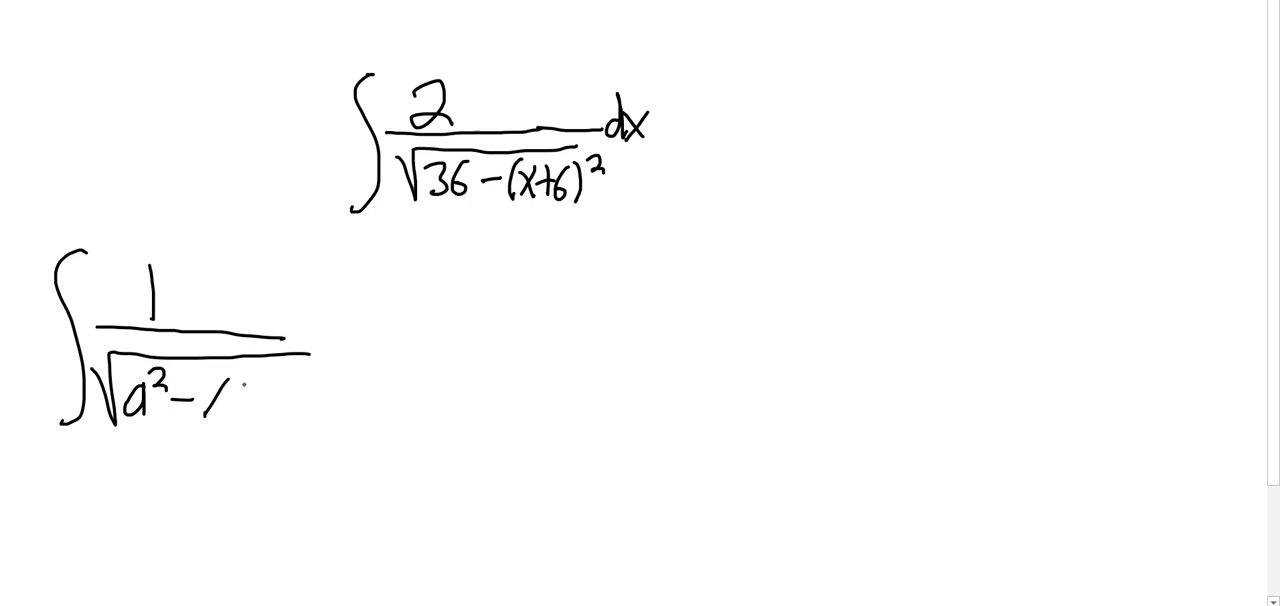 ∫ 2/√(36-(x+6)²) dx
∫ 1/√(a²-